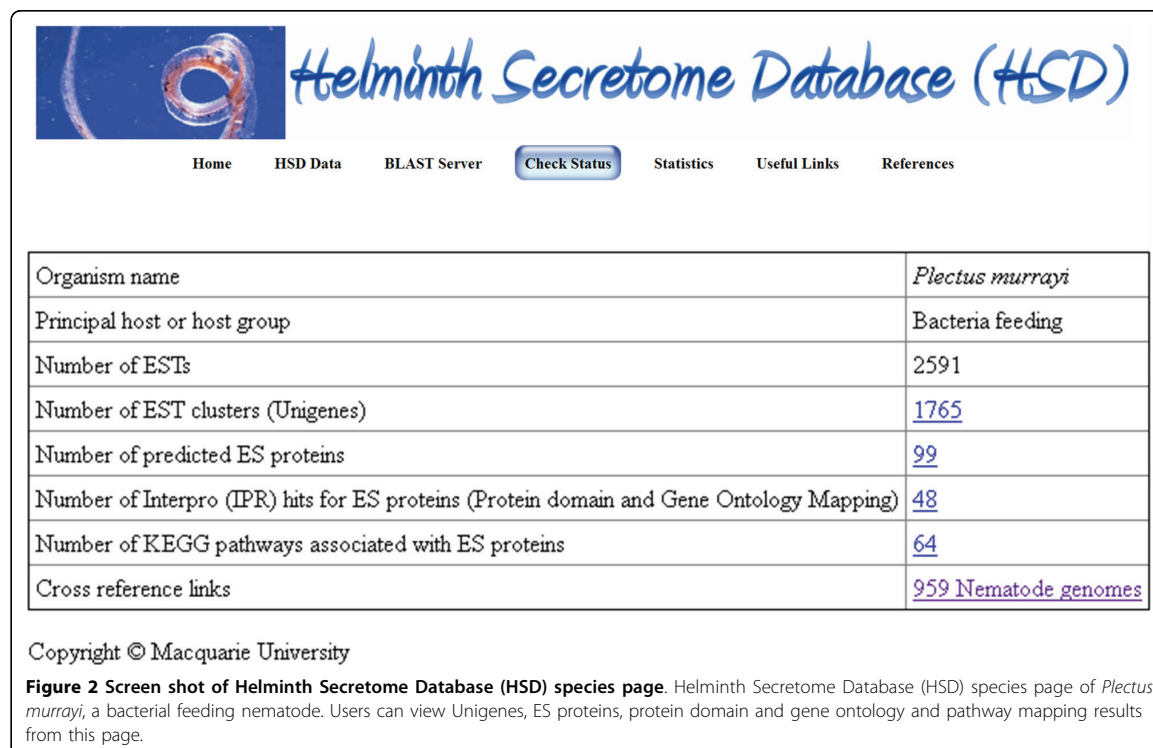 Helminth Secretome Database (HSD)
Home HSD Data BLAST Server Check Status Statistics Useful Links References
Organism name Plectus murrayi
Principal host or host group Bacteria feeding
Number of ESTs 2591
Number of EST clusters (Unigenes) 1765
Number of predicted ES proteins 99
Number of Interpro (IPR) hits for ES proteins (Protein domain and Gene Ontology Mapping) 48
Number of KEGG pathways associated with ES proteins 64
Cross reference links 959 Nematode genomes
Copyright © Macquarie University
Figure 2 Screen shot of Helminth Secretome Database (HSD) species page. Helminth Secretome Database (HSD) species page of Plectus
murrayi, a bacterial feeding nematode. Users can view Unigenes, ES proteins, protein domain and gene ontology and pathway mapping results
from this page.